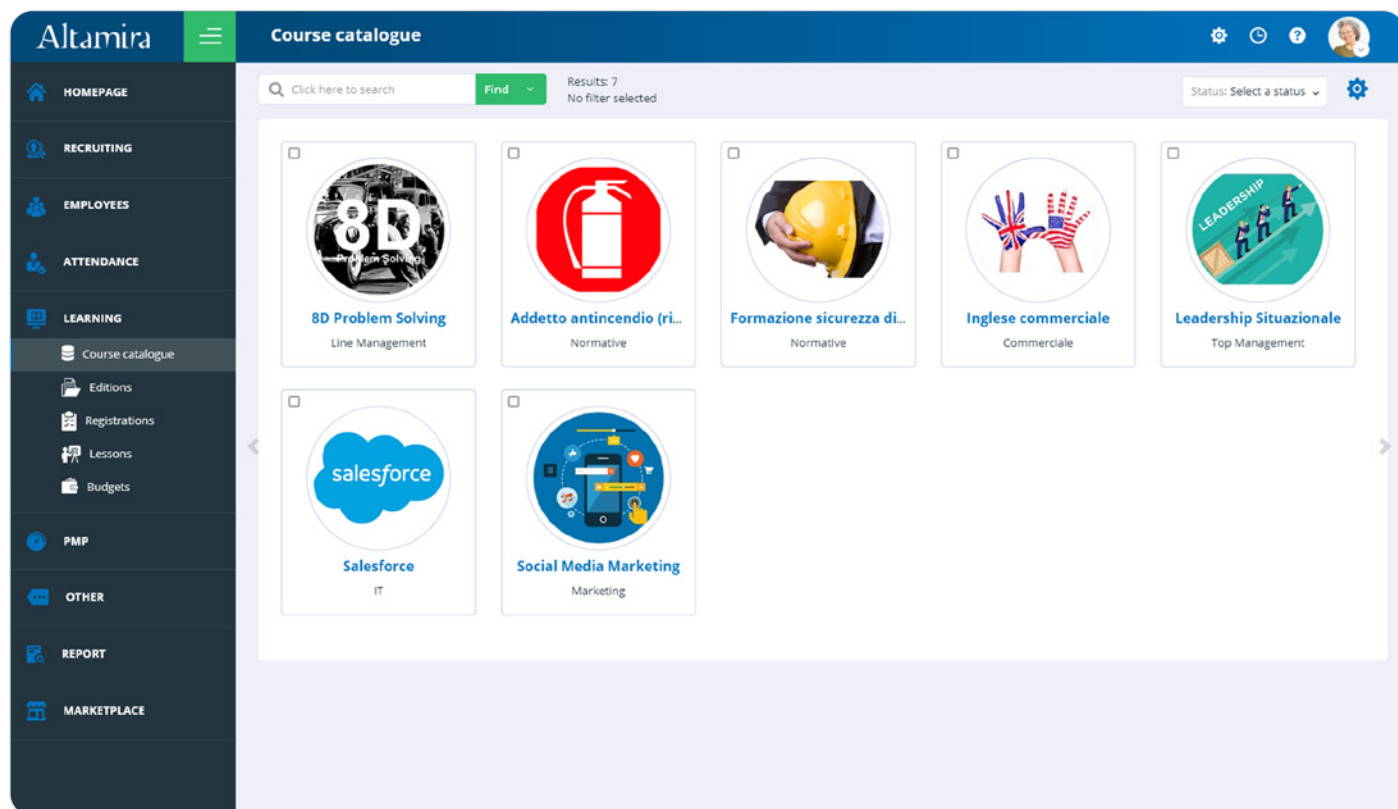 Altamira
Course catalogue
HOMEPAGE
RECRUITING
EMPLOYEES
ATTENDANCE
LEARNING
Course catalogue
Editions
Registrations
Lessons
Budgets
PMP
OTHER
REPORT
MARKETPLACE
Click here to search
Find
Results: 7
No filter selected
Status: Select a status
8D
Problem Solving
8D Problem Solving
Line Management
Addetto antincendio (ri...
Normative
Formazione sicurezza di...
Normative
Inglese commerciale
Commerciale
LEADERSHIP
Leadership Situazionale
Top Management
salesforce
Salesforce
IT
Social Media Marketing
Marketing